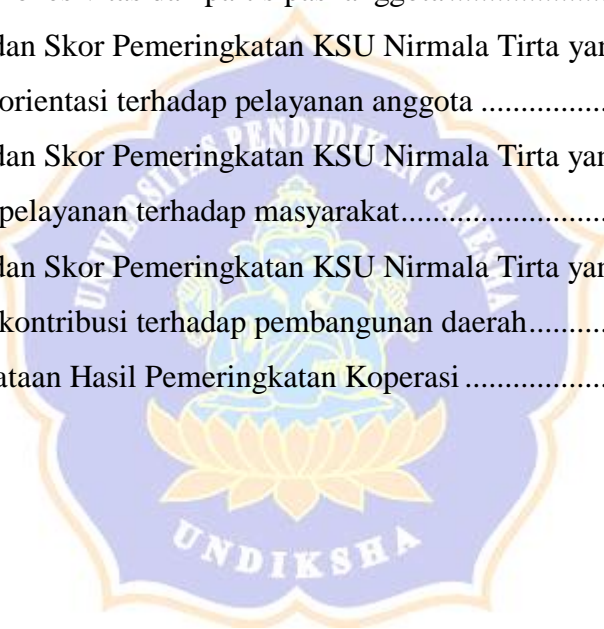 dan Skor Pemeringkatan KSU Nirmala Tirta yan
orientasi terhadap pelayanan anggota ..................
dan Skor Pemeringkatan KSU Nirmala Tirta yan
pelayanan terhadap masyarakat...........................
dan Skor Pemeringkatan KSU Nirmala Tirta yan
kontribusi terhadap pembangunan daerah..........
ataan Hasil Pemeringkatan Koperasi ...................
UNIVERSITAS PENDIDIKAN GANESHA
UNDIKSHA